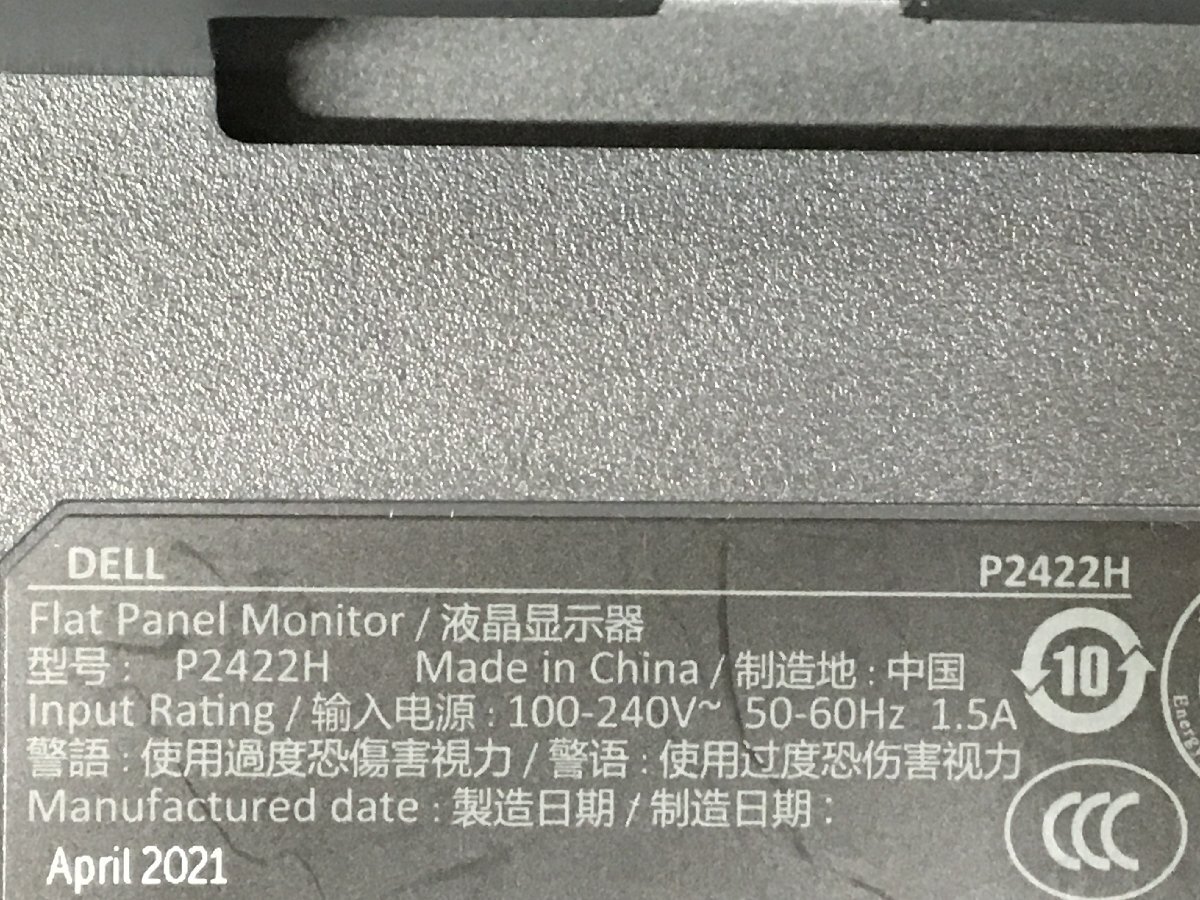 DELL P2422H
Flat Panel Monitor / 液晶显示器
型号： P2422H Made in China / 制造地 : 中国
Input Rating / 输入电源 : 100-240V~ 50-60Hz 1.5A
警語 : 使用過度恐傷害視力 / 警语 : 使用过度恐伤害视力
Manufactured date : 製造日期 / 制造日期 :
April 2021
10
CCC